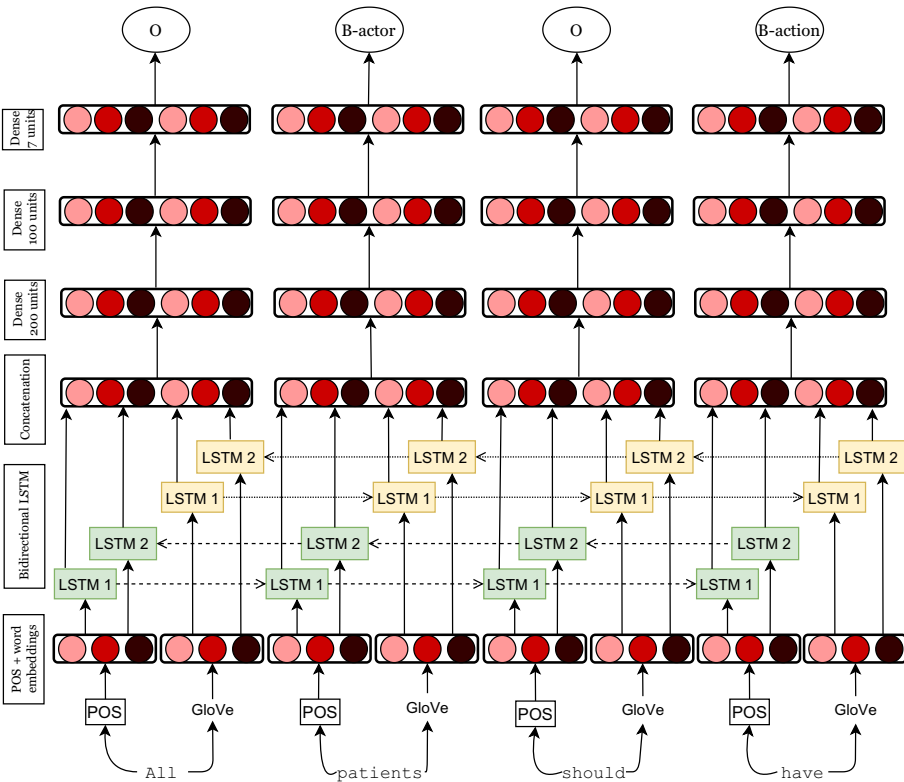 O B-actor O B-action
Dense
7 units
Dense
100 units
Dense
200 units
Concatenation
Bidirectional LSTM
LSTM 2 LSTM 2 LSTM 2 LSTM 2
LSTM 1 LSTM 1 LSTM 1 LSTM 1
LSTM 2 LSTM 2 LSTM 2 LSTM 2
LSTM 1 LSTM 1 LSTM 1 LSTM 1
POS + word
embeddings
POS GloVe POS GloVe POS GloVe POS GloVe
All patients should have